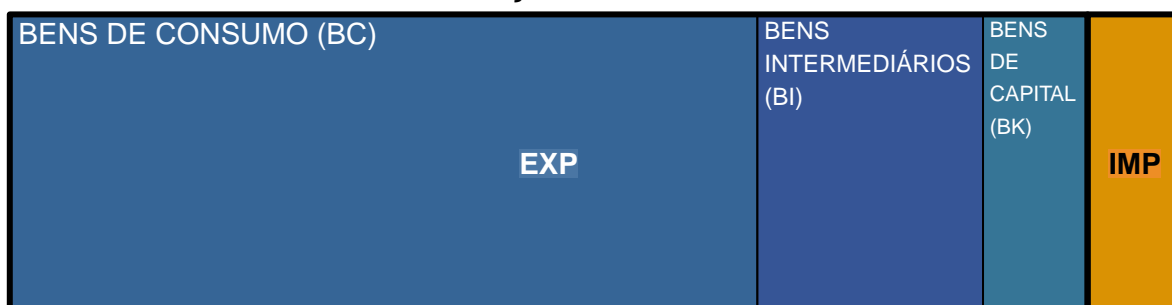 BENS DE CONSUMO (BC)
BENS
INTERMEDIÁRIOS
(BI)
BENS
DE
CAPITAL
(BK)
EXP
IMP